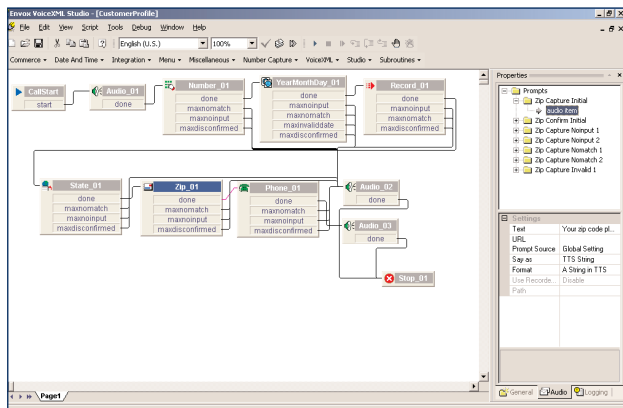 Envox VoiceXML Studio - [CustomerProfile]
File Edit View Script Tools Debug Window Help
English (U.S.) 100%
Commerce Date And Time Integration Menu Miscellaneous Number Capture VoiceXML Studio Subroutines
CallStart
start
Audio_01
done
Number_01
done
maxnomatch
maxnoinput
maxdisconfirmed
YearMonthDay_01
done
maxnoinput
maxnomatch
maxinvaliddate
maxdisconfirmed
Record_01
done
maxnoinput
maxdisconfirmed
State_01
done
maxnomatch
maxnoinput
maxdisconfirmed
Zip_01
done
maxnomatch
maxnoinput
maxdisconfirmed
Phone_01
done
maxnomatch
maxnoinput
maxdisconfirmed
Audio_02
done
Audio_03
done
Stop_01
Page1
Properties
Prompts
Zip Capture Initial
audio item
Zip Confirm Initial
Zip Capture Noinput 1
Zip Capture Noinput 2
Zip Capture Nomatch 1
Zip Capture Nomatch 2
Zip Capture Invalid 1
Settings
Text Your zip code pl...
URL
Prompt Source Global Setting
Say as TTS String
Format A String in TTS
Use Recorde... Disable
Path
General Audio Logging